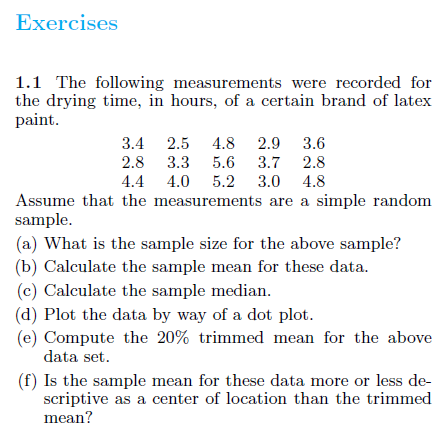 Exercises
1.1 The following measurements were recorded for
the drying time, in hours, of a certain brand of latex
paint.
3.4 2.5 4.8 2.9 3.6
2.8 3.3 5.6 3.7 2.8
4.4 4.0 5.2 3.0 4.8
Assume that the measurements are a simple random
sample.
(a) What is the sample size for the above sample?
(b) Calculate the sample mean for these data.
(c) Calculate the sample median.
(d) Plot the data by way of a dot plot.
(e) Compute the 20% trimmed mean for the above
data set.
(f) Is the sample mean for these data more or less de-
scriptive as a center of location than the trimmed
mean?